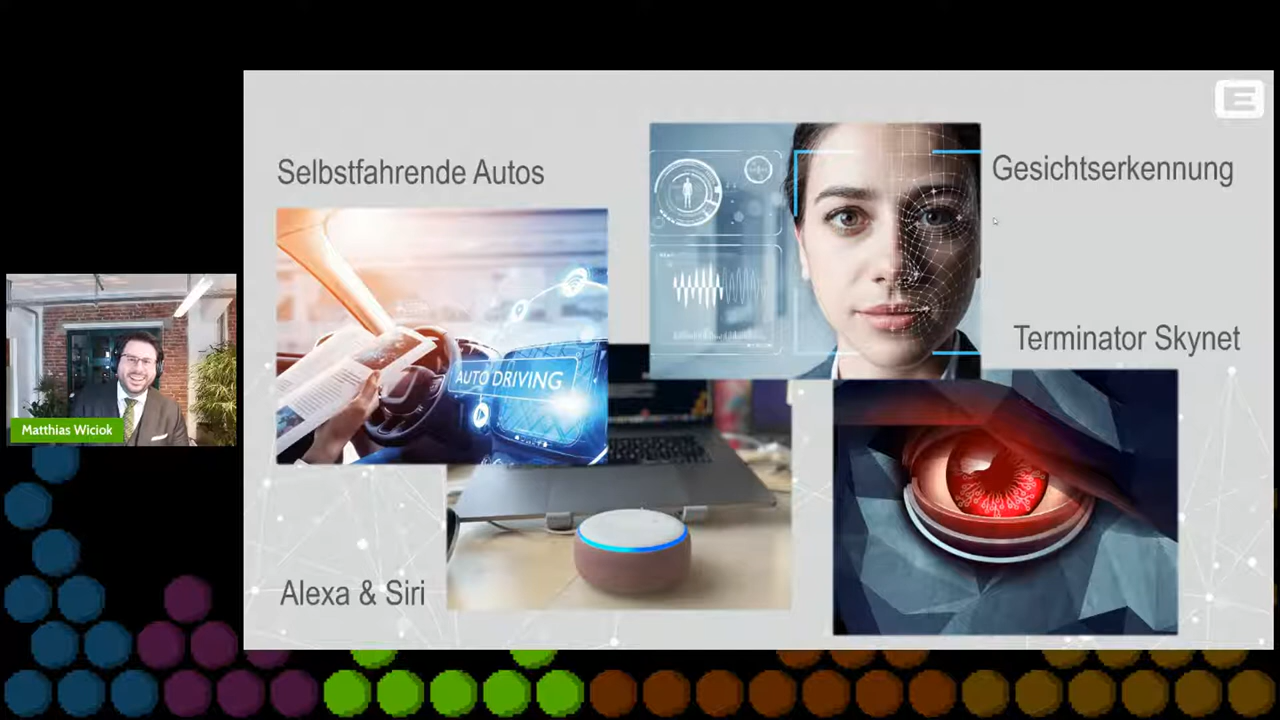 Selbstfahrende Autos
Gesichtserkennung
AUTO DRIVING
Terminator Skynet
Matthias Wiciok
Alexa & Siri